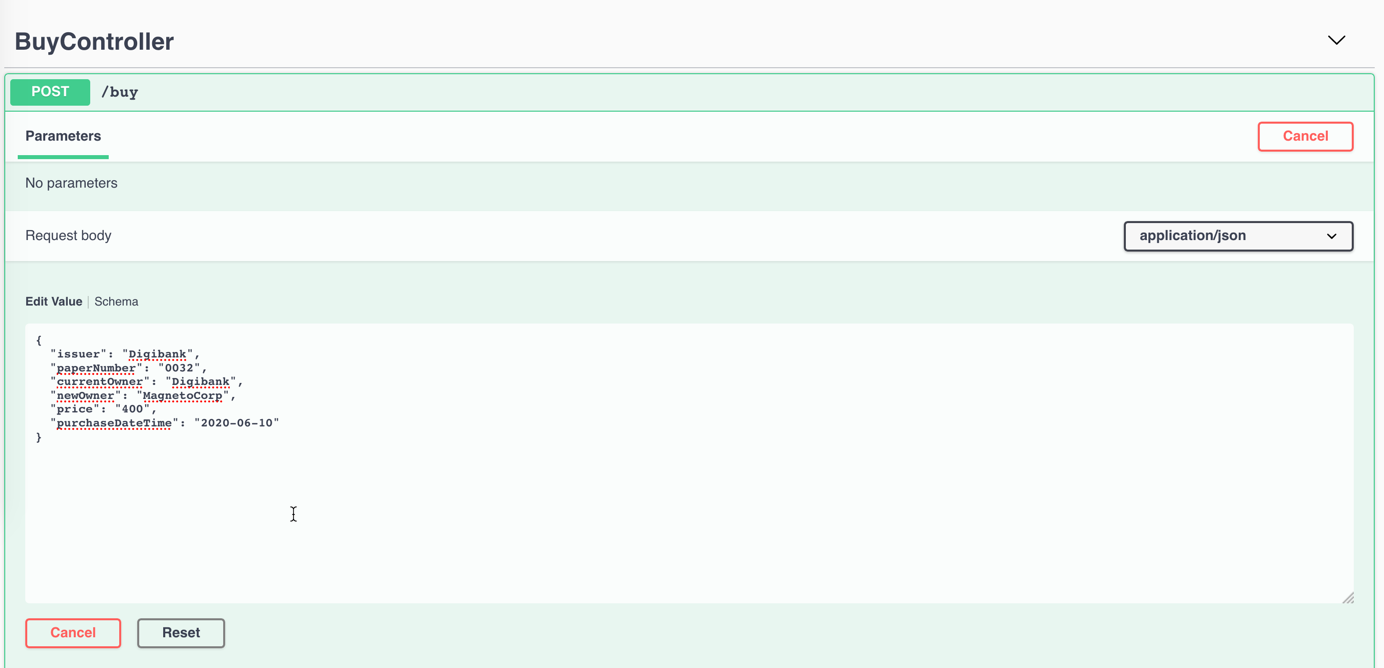 BuyController
POST /buy
Parameters Cancel
No parameters
Request body application/json
Edit Value | Schema
{
  "issuer": "Digibank",
  "paperNumber": "0032",
  "currentOwner": "Digibank",
  "newOwner": "MagnetoCorp",
  "price": "400",
  "purchaseDateTime": "2020-06-10"
}
Cancel Reset